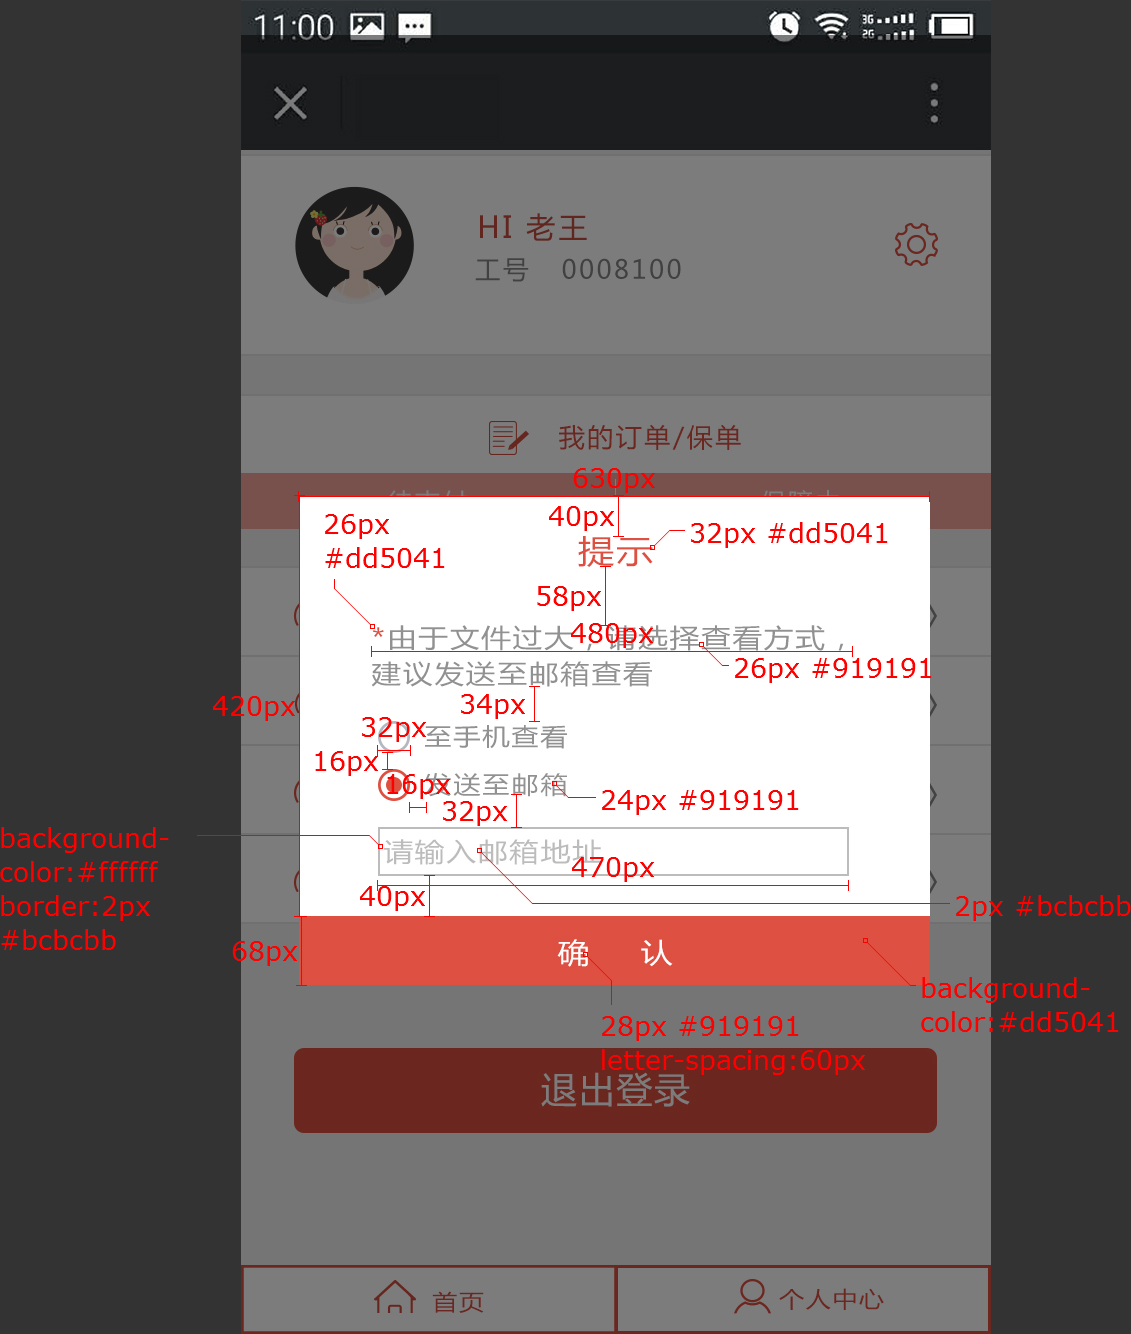 11:00
3G
2G
HI 老王
工号 0008100
我的订单/保单
630px
待支付
40px
26px
#dd5041
32px #dd5041
提示
58px
480px
*由于文件过大，请选择查看方式，
26px #919191
建议发送至邮箱查看
34px
420px
32px
至手机查看
16px
16px
发送至邮箱
24px #919191
32px
background-
color:#ffffff
border:2px
#bcbcbb
请输入邮箱地址
470px
40px
2px #bcbcbb
68px
确 认
background-
color:#dd5041
28px #919191
letter-spacing:60px
退出登录
首页
个人中心